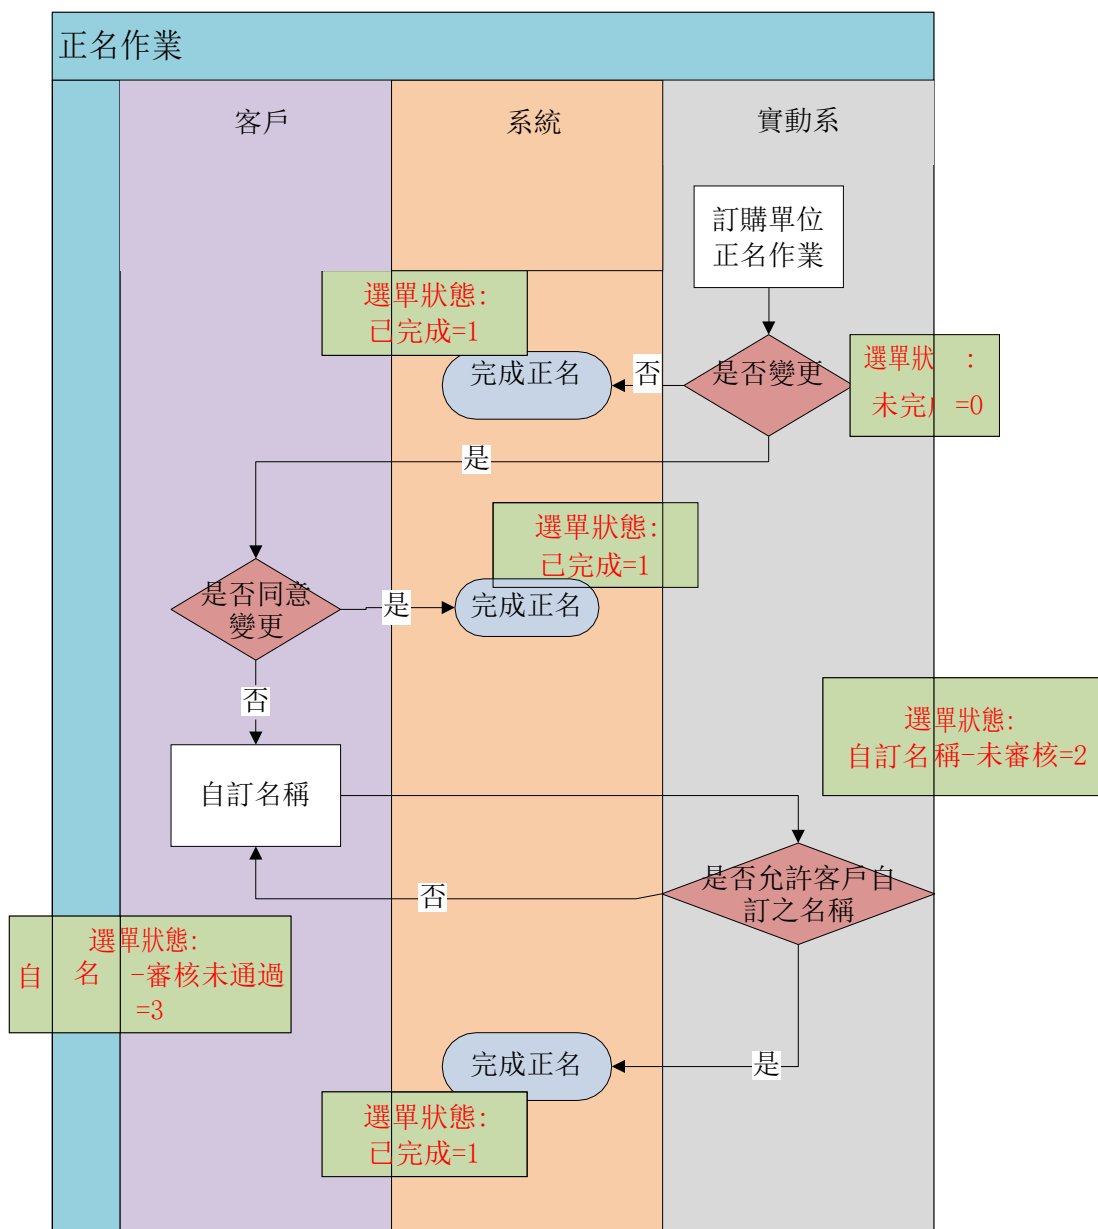 正名作業
客戶
系統
實動系
訂購單位
正名作業
選單狀態:
已完成=1
完成正名
否
是否變更
選單狀 :
未完 =0
是
選單狀態:
已完成=1
是否同意
變更
是
完成正名
否
選單狀態:
自訂名稱-未審核=2
自訂名稱
是否允許客戶自
訂之名稱
否
選單狀態:
自 名 -審核未通過
=3
完成正名
是
選單狀態:
已完成=1